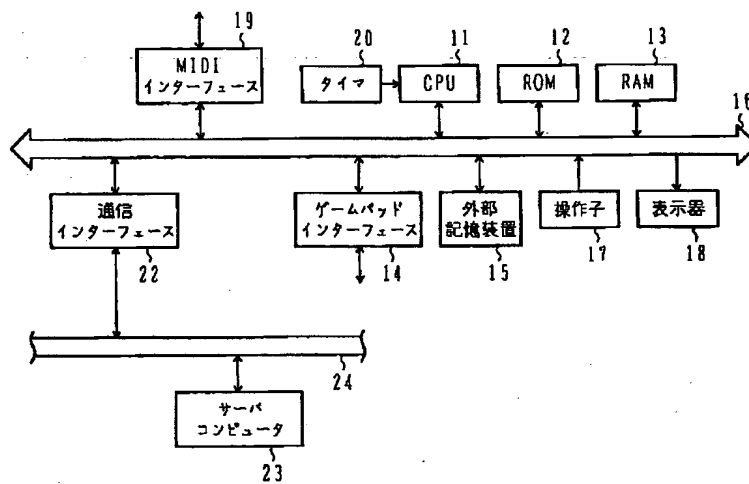 19
MIDI
インターフェース
20
タイマ
11
CPU
12
ROM
13
RAM
16
通信
インターフェース
22
ゲームパッド
インターフェース
14
外部
記憶装置
15
操作子
17
表示器
18
24
サーバ
コンピュータ
23